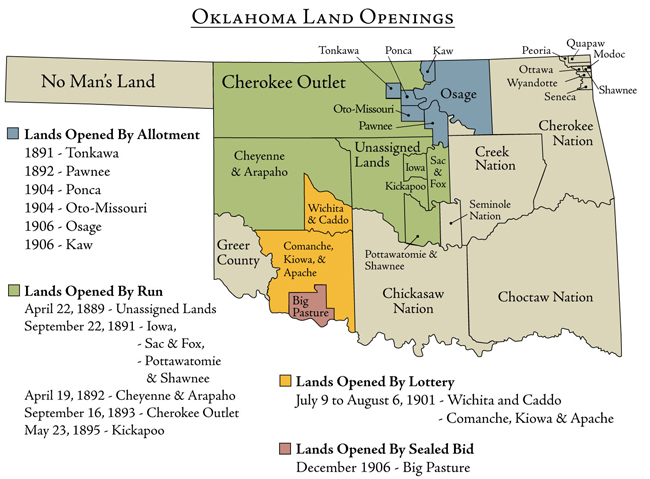 Oklahoma Land Openings
Tonkawa
Ponca
Kaw
Peoria
Quapaw
Modoc
Ottawa
Wyandotte
Shawnee
Seneca
No Man's Land
Cherokee Outlet
Osage
Oto-Missouri
Pawnee
Cherokee
Nation
Lands Opened By Allotment
1891 - Tonkawa
1892 - Pawnee
1904 - Ponca
1904 - Oto-Missouri
1906 - Osage
1906 - Kaw
Cheyenne
& Arapaho
Unassigned
Lands
Iowa
Sac
&
Fox
Kickapoo
Creek
Nation
Wichita
& Caddo
Seminole
Nation
Pottawatomie &
Shawnee
Greer
County
Comanche,
Kiowa, &
Apache
Big
Pasture
Chickasaw
Nation
Choctaw Nation
Lands Opened By Run
April 22, 1889 - Unassigned Lands
September 22, 1891 - Iowa,
- Sac & Fox,
- Pottawatomie
& Shawnee
April 19, 1892 - Cheyenne & Arapaho
September 16, 1893 - Cherokee Outlet
May 23, 1895 - Kickapoo
Lands Opened By Lottery
July 9 to August 6, 1901 - Wichita and Caddo
- Comanche, Kiowa & Apache
Lands Opened By Sealed Bid
December 1906 - Big Pasture